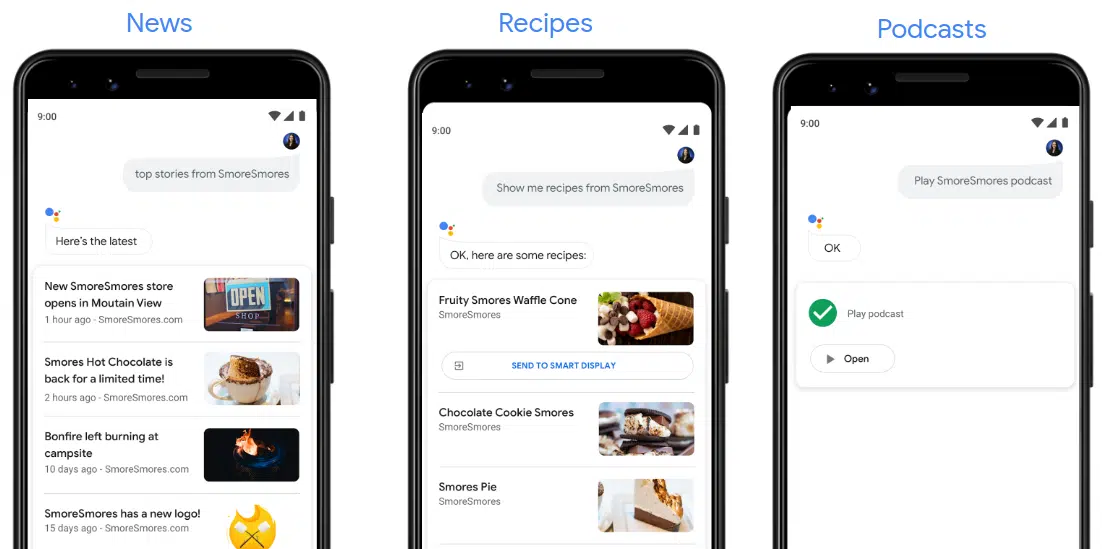 News
9:00
top stories from SmoreSmores
Here's the latest
New SmoreSmores store
opens in Moutain View
1 hour ago - SmoreSmores.com
OPEN
SHOP
Smores Hot Chocolate is
back for a limited time!
2 hours ago - SmoreSmores.com
Bonfire left burning at
campsite
10 days ago - SmoreSmores.com
SmoreSmores has a new logo!
15 days ago - SmoreSmores.com
Recipes
9:00
Show me recipes from SmoreSmores
OK, here are some recipes:
Fruity Smores Waffle Cone
SmoreSmores
SEND TO SMART DISPLAY
Chocolate Cookie Smores
SmoreSmores
Smores Pie
SmoreSmores
Podcasts
9:00
Play SmoreSmores podcast
OK
Play podcast
Open